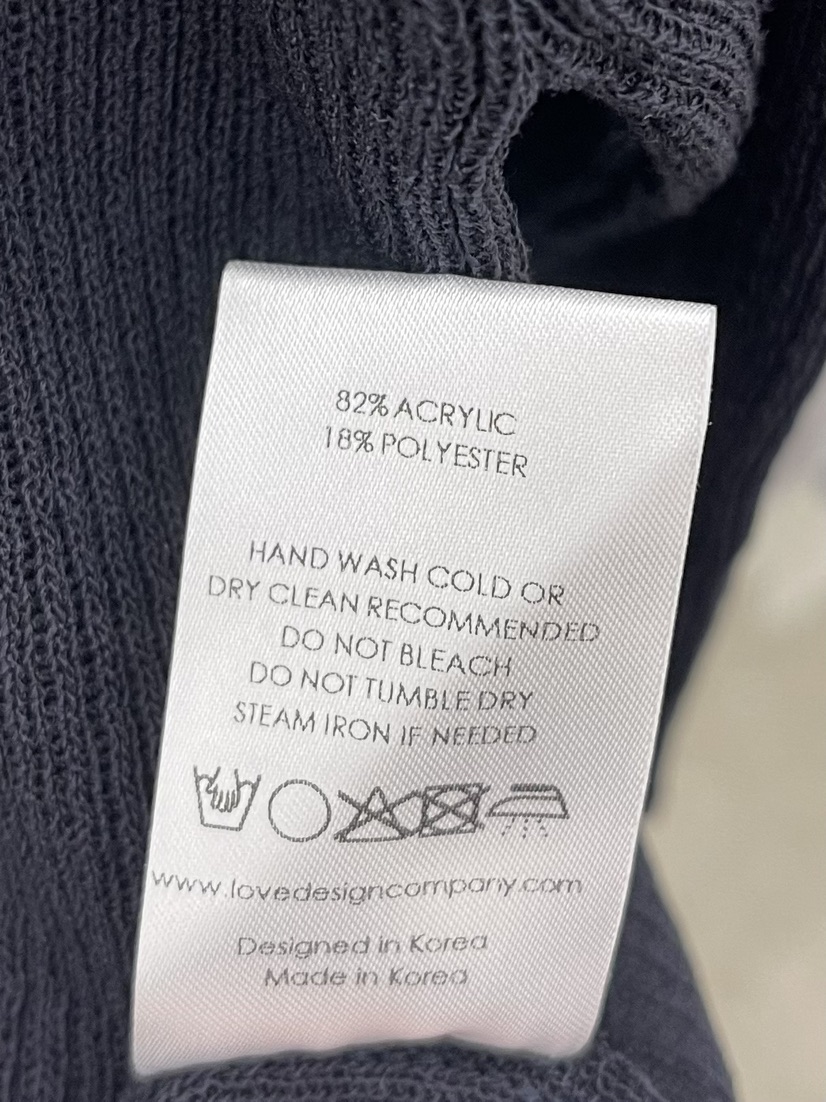 82% ACRYLIC
18% POLYESTER
HAND WASH COLD OR
DRY CLEAN RECOMMENDED
DO NOT BLEACH
DO NOT TUMBLE DRY
STEAM IRON IF NEEDED
www.lovedesigncompany.com
Designed in Korea
Made in Korea